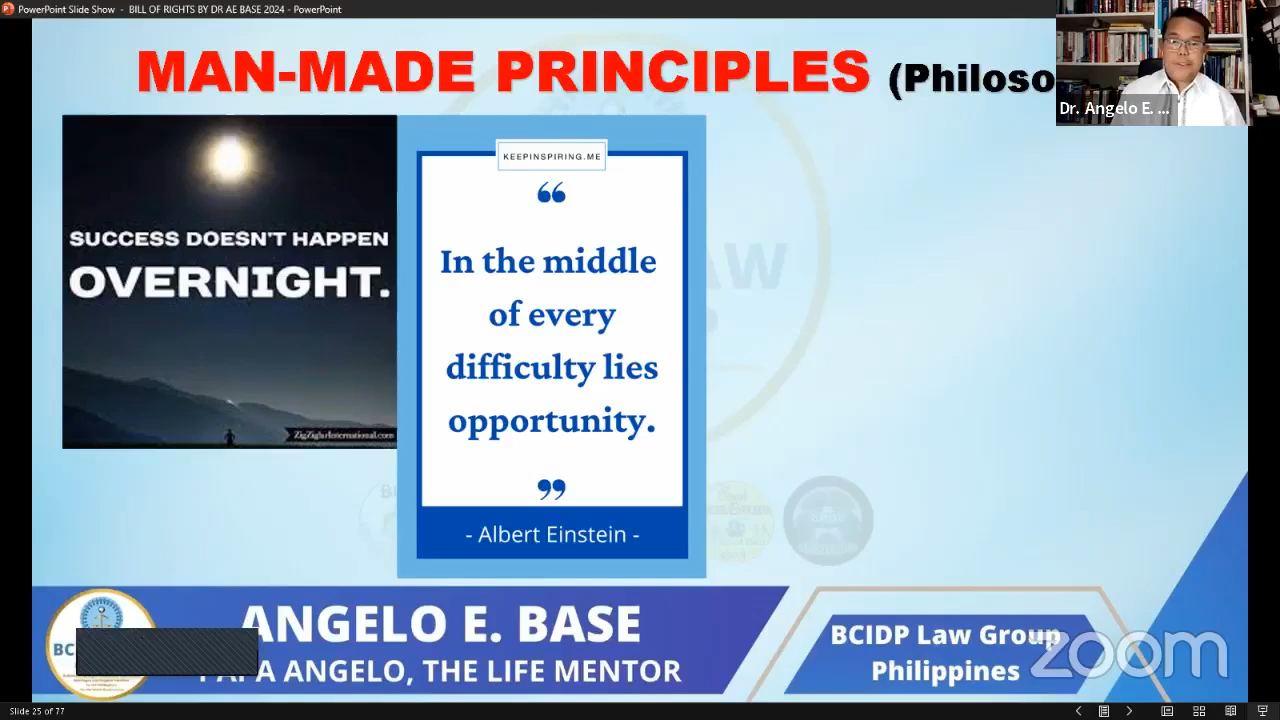 PowerPoint Slide Show - BILL OF RIGHTS BY DR AE BASE 2024 - PowerPoint
MAN-MADE PRINCIPLES (Philoso
Dr. Angelo E. ...
SUCCESS DOESN'T HAPPEN
OVERNIGHT.
ZigZiglarInternational.com
KEEPINSPIRING.ME
“
In the middle
of every
difficulty lies
opportunity.
”
- Albert Einstein -
AW
BC
ANGELO E. BASE
ANGELO, THE LIFE MENTOR
BCIDP Law Group
Philippines
zoom
Slide 25 of 77